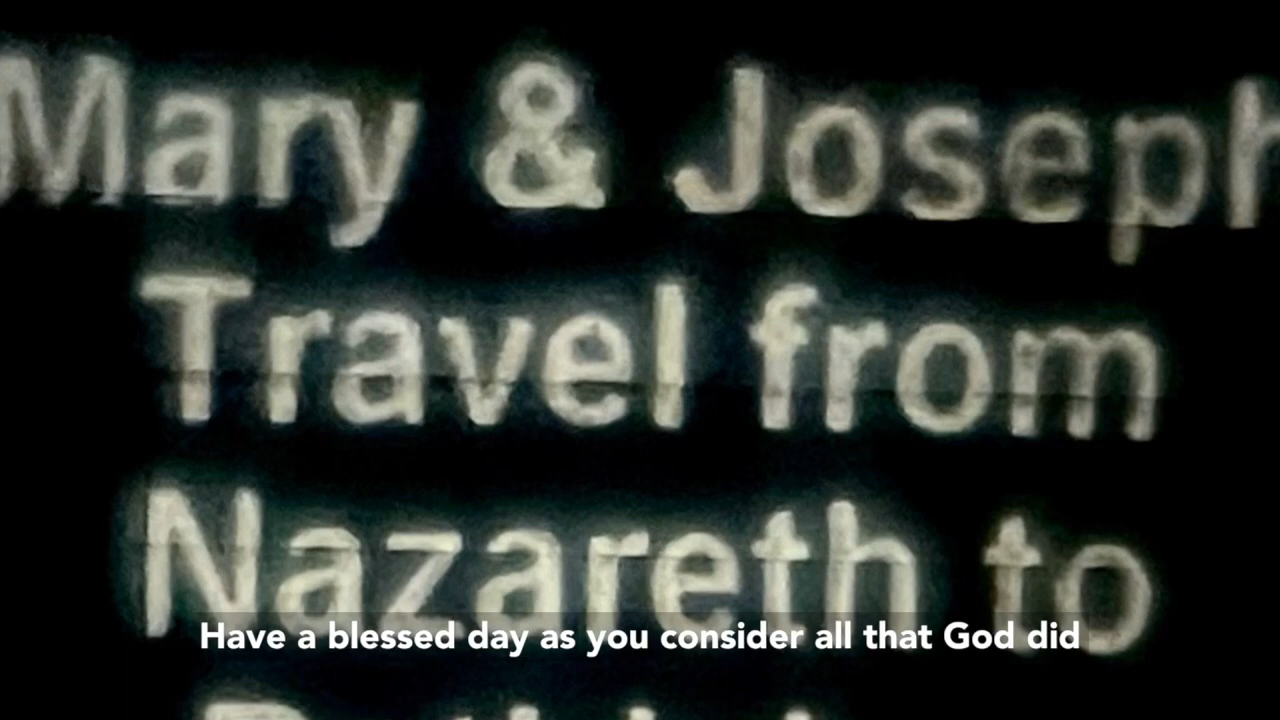 Mary & Joseph
Travel from
Nazareth to
Have a blessed day as you consider all that God did